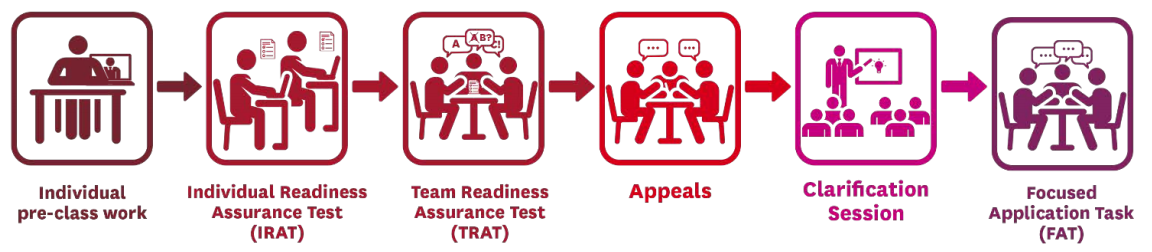 Individual
pre-class work
Individual Readiness
Assurance Test
(IRAT)
A
AB?
C!
Team Readiness
Assurance Test
(TRAT)
Appeals
Clarification
Session
Focused
Application Task
(FAT)